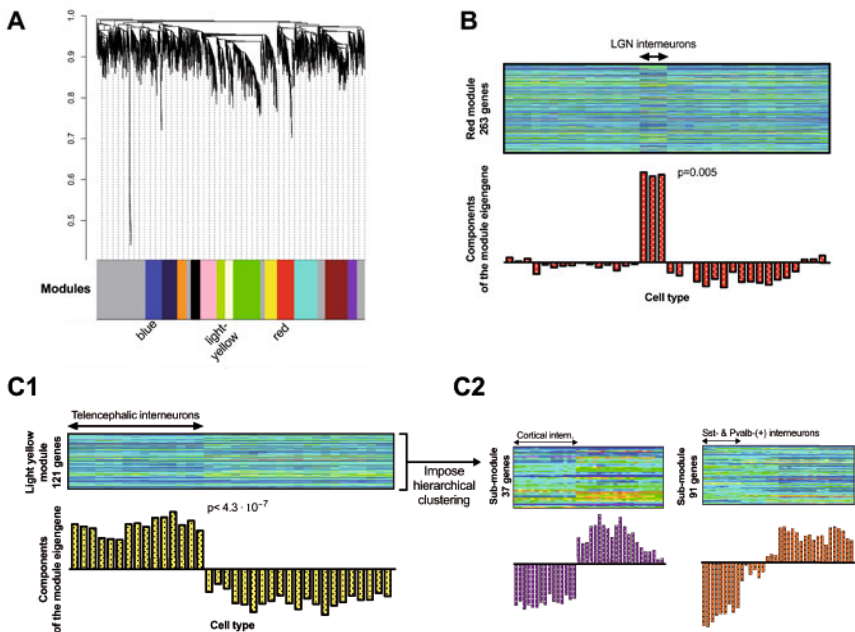 A
1.0
0.9
0.8
0.7
0.6
0.5
Modules
blue
light-
yellow
red
B
LGN interneurons
Red module
263 genes
p=0.005
Components
of the module eigengene
Cell type
C1
Telencephalic interneurons
Light yellow
module
121 genes
Impose
hierarchical
clustering
p< 4.3 · 10⁻⁷
Components
of the module eigengene
Cell type
C2
Cortical intern.
Sub-module
37 genes
Sst- & Pvalb-(+) interneurons
Sub-module
91 genes